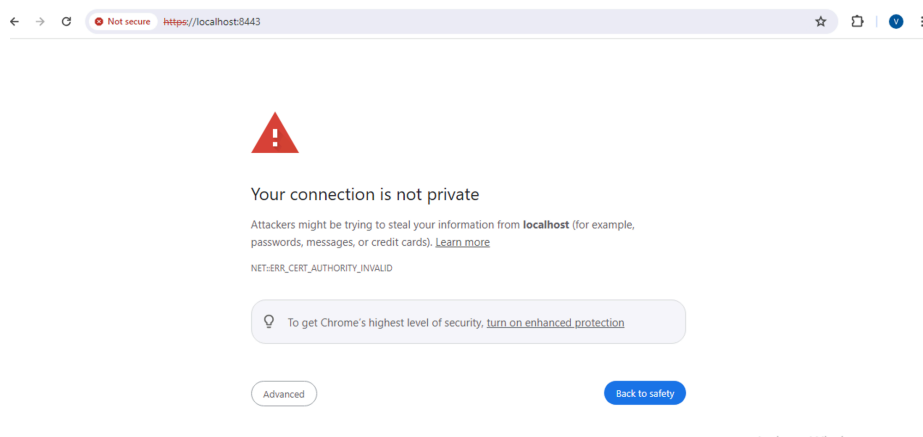 Not secure https://localhost:8443
V
Your connection is not private
Attackers might be trying to steal your information from localhost (for example,
passwords, messages, or credit cards). Learn more
NET::ERR_CERT_AUTHORITY_INVALID
To get Chrome's highest level of security, turn on enhanced protection
Advanced
Back to safety